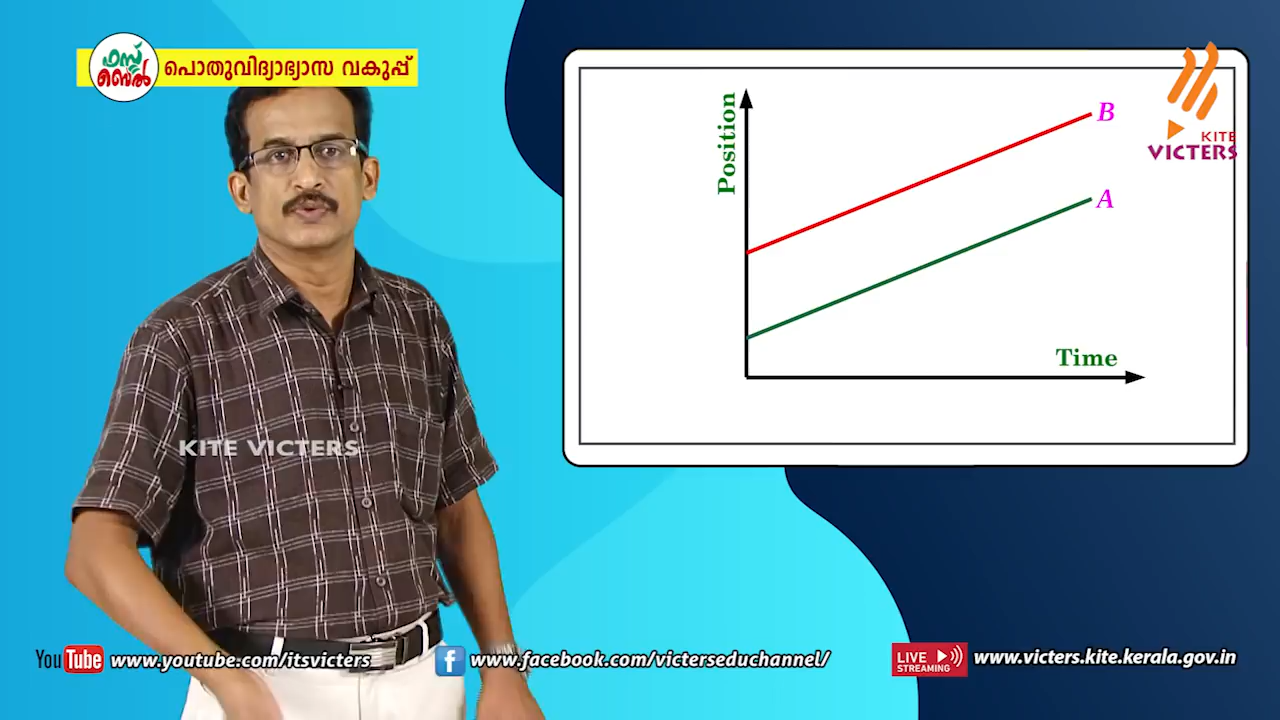 ഫസ്റ്റ്
ബെൽ
പൊതുവിദ്യാഭ്യാസ വകുപ്പ്
Position
B
A
Time
KITE
VICTERS
KITE VICTERS
YouTube www.youtube.com/itsvicters
f www.facebook.com/victerseduchannel/
LIVE
STREAMING
www.victers.kite.kerala.gov.in